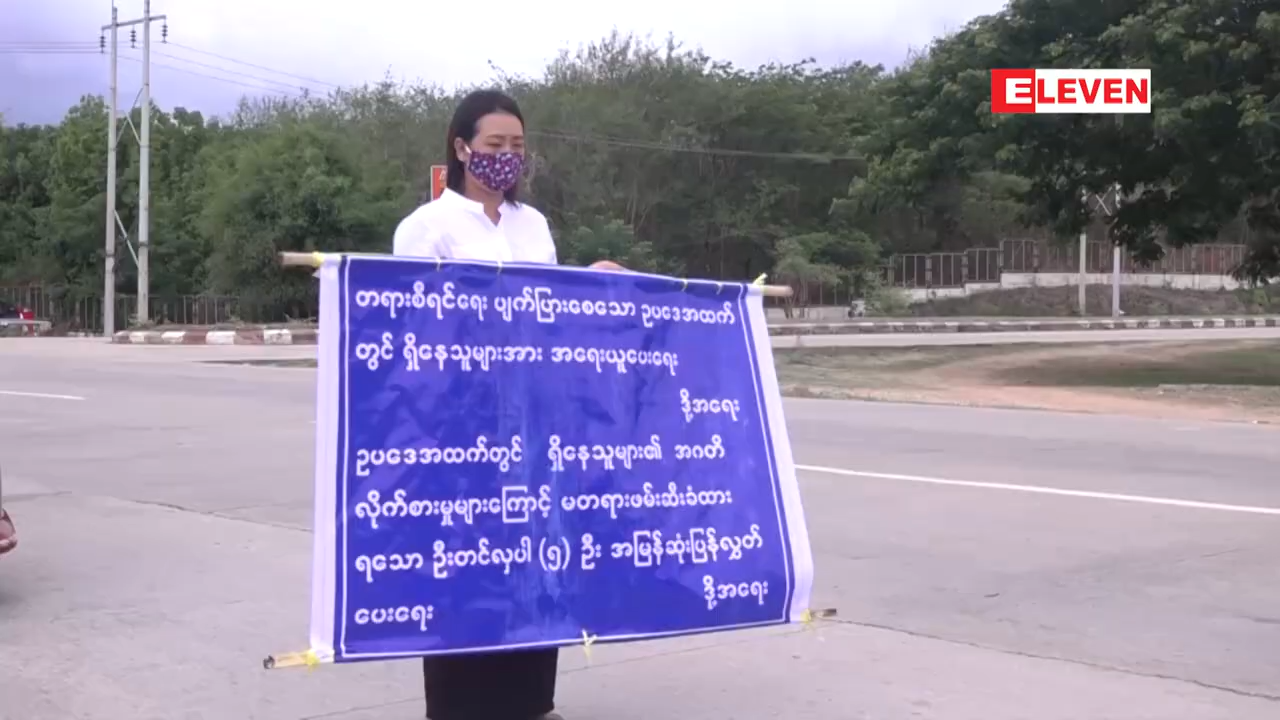 ELEVEN
တရားစီရင်ရေး ပျက်ပြားစေသော ဥပဒေအထက်
တွင် ရှိနေသူများအား အရေးယူပေးရေး
ဒို့အရေး
ဥပဒေအထက်တွင် ရှိနေသူများ၏ အဂတိ
လိုက်စားမှုများကြောင့် မတရားဖမ်းဆီးခံထား
ရသော ဦးတင်လှပါ (၅) ဦး အမြန်ဆုံးပြန်လွှတ်
ပေးရေး ဒို့အရေး